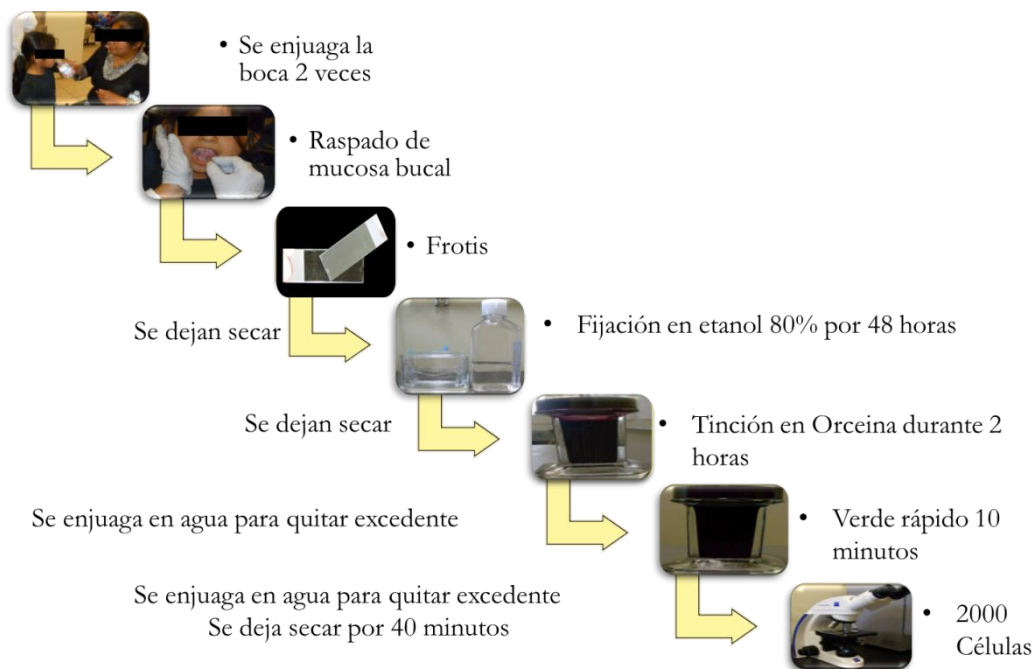 • Se enjuaga la
boca 2 veces
• Raspado de
mucosa bucal
• Frotis
Se dejan secar
• Fijación en etanol 80% por 48 horas
Se dejan secar
• Tinción en Orceina durante 2
horas
Se enjuaga en agua para quitar excedente
• Verde rápido 10
minutos
Se enjuaga en agua para quitar excedente
Se deja secar por 40 minutos
• 2000
Células